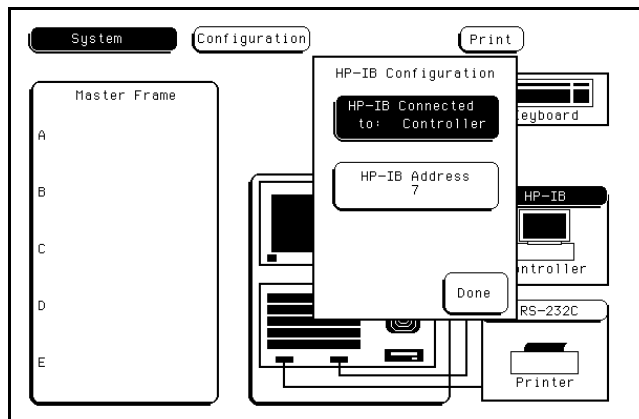 System
Configuration
Print
Master Frame
A
B
C
D
E
HP-IB Configuration
HP-IB Connected
to: Controller
HP-IB Address
7
Done
eyboard
HP-IB
ontroller
RS-232C
Printer